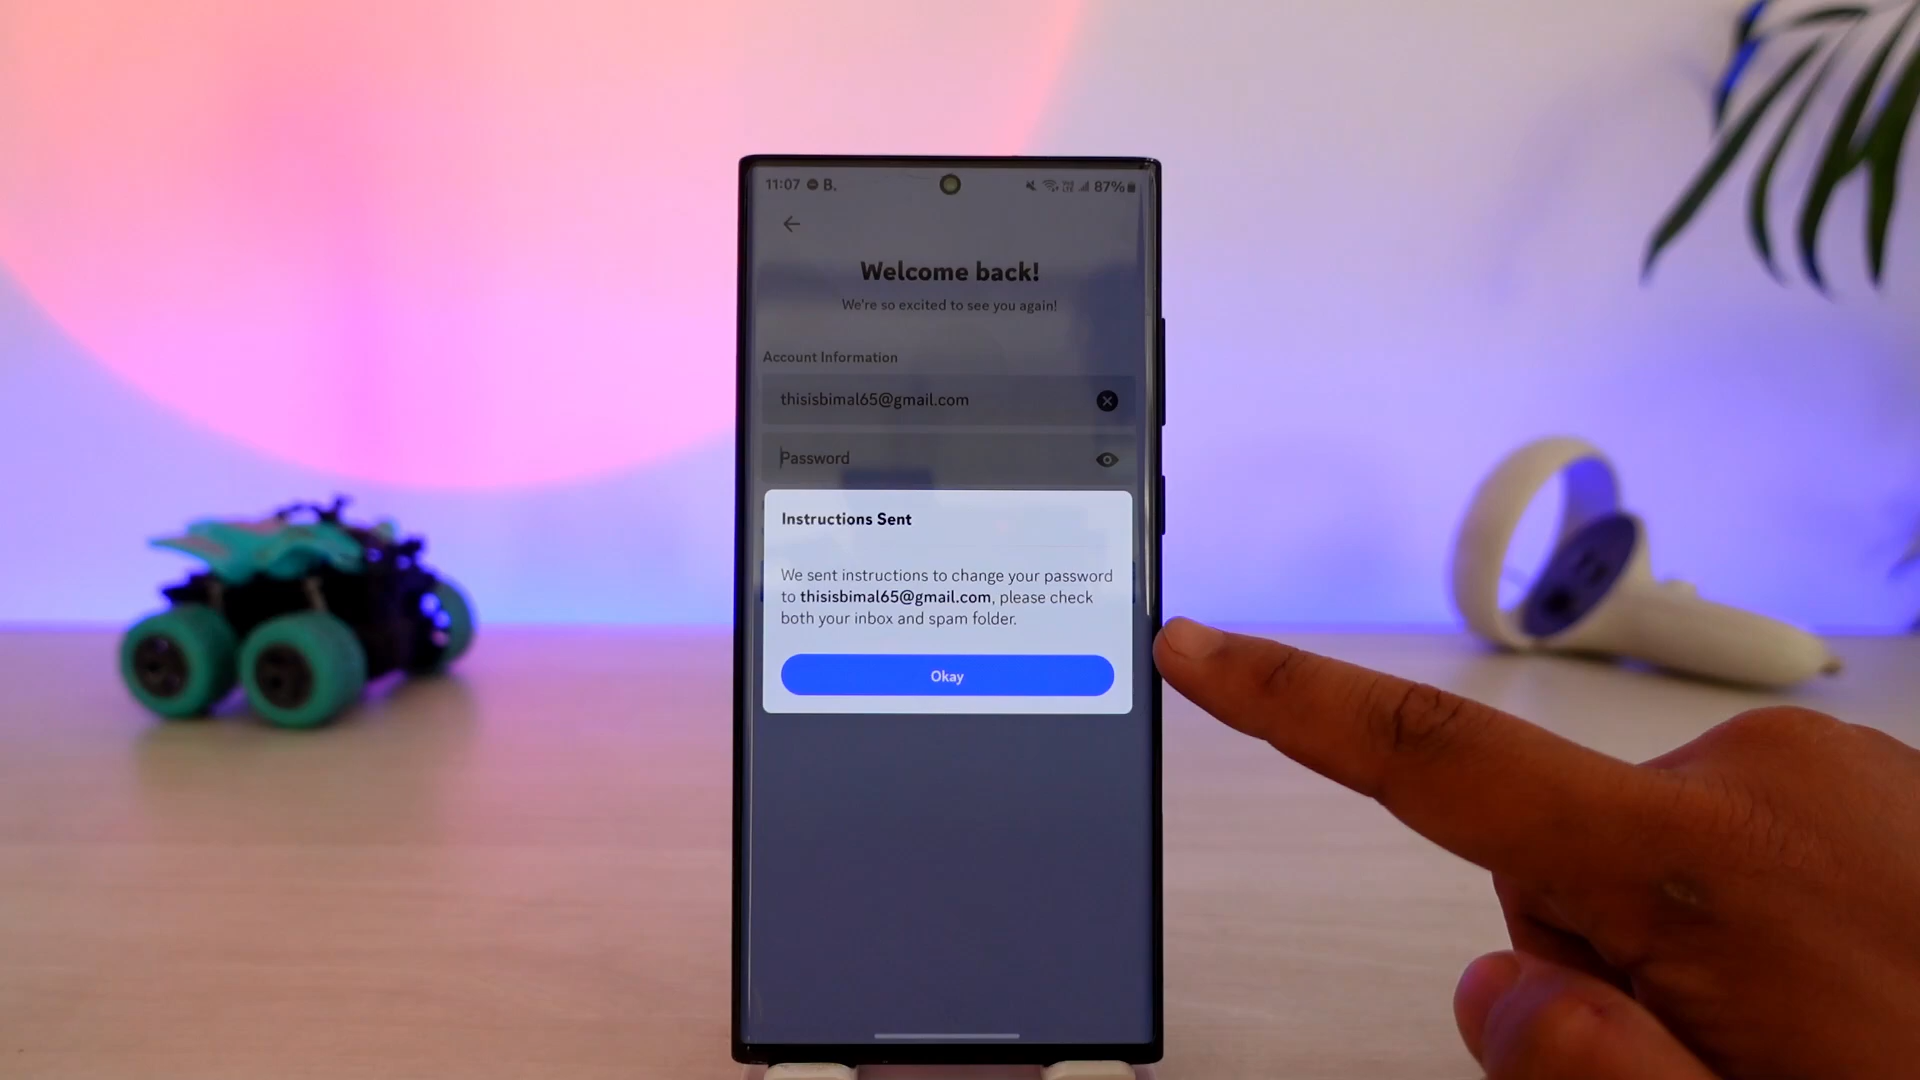 11:07 B. 87%
Welcome back!
We're so excited to see you again!
Account Information
thisisbimal65@gmail.com
Password
Instructions Sent
We sent instructions to change your password
to thisisbimal65@gmail.com, please check
both your inbox and spam folder.
Okay